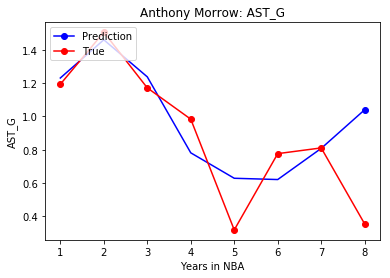 Anthony Morrow: AST_G
Prediction
True
1.4
1.2
1.0
0.8
0.6
0.4
AST_G
1 2 3 4 5 6 7 8
Years in NBA